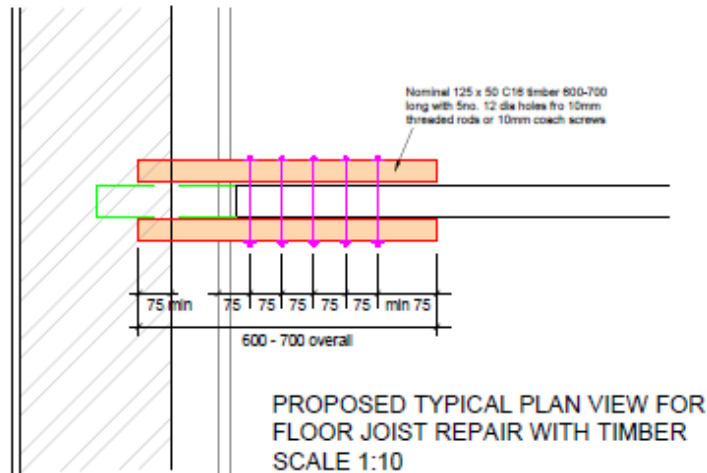 Nominal 125 x 50 C16 timber 600-700
long with 5no. 12 dia holes fro 10mm
threaded rods or 10mm coach screws
75 min 75 75 75 75 75 min 75
600 - 700 overall
PROPOSED TYPICAL PLAN VIEW FOR
FLOOR JOIST REPAIR WITH TIMBER
SCALE 1:10